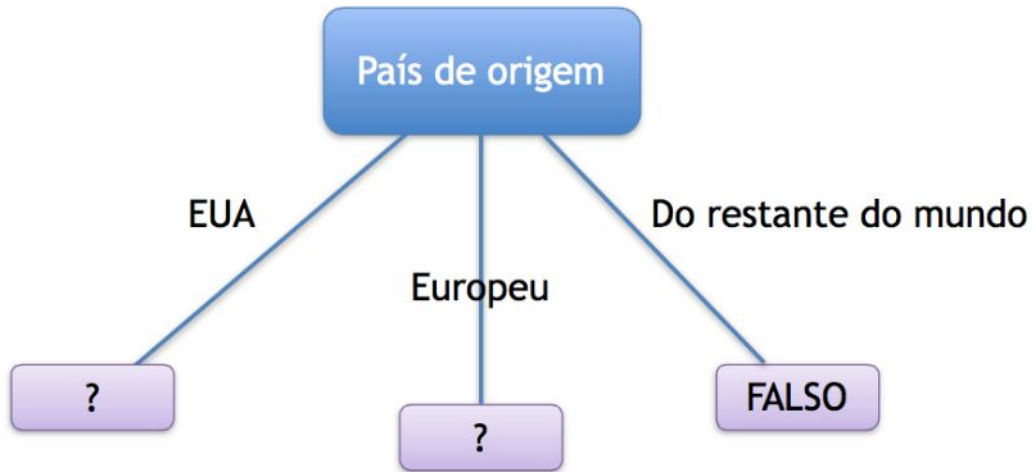 País de origem
EUA
Do restante do mundo
Europeu
?
FALSO
?